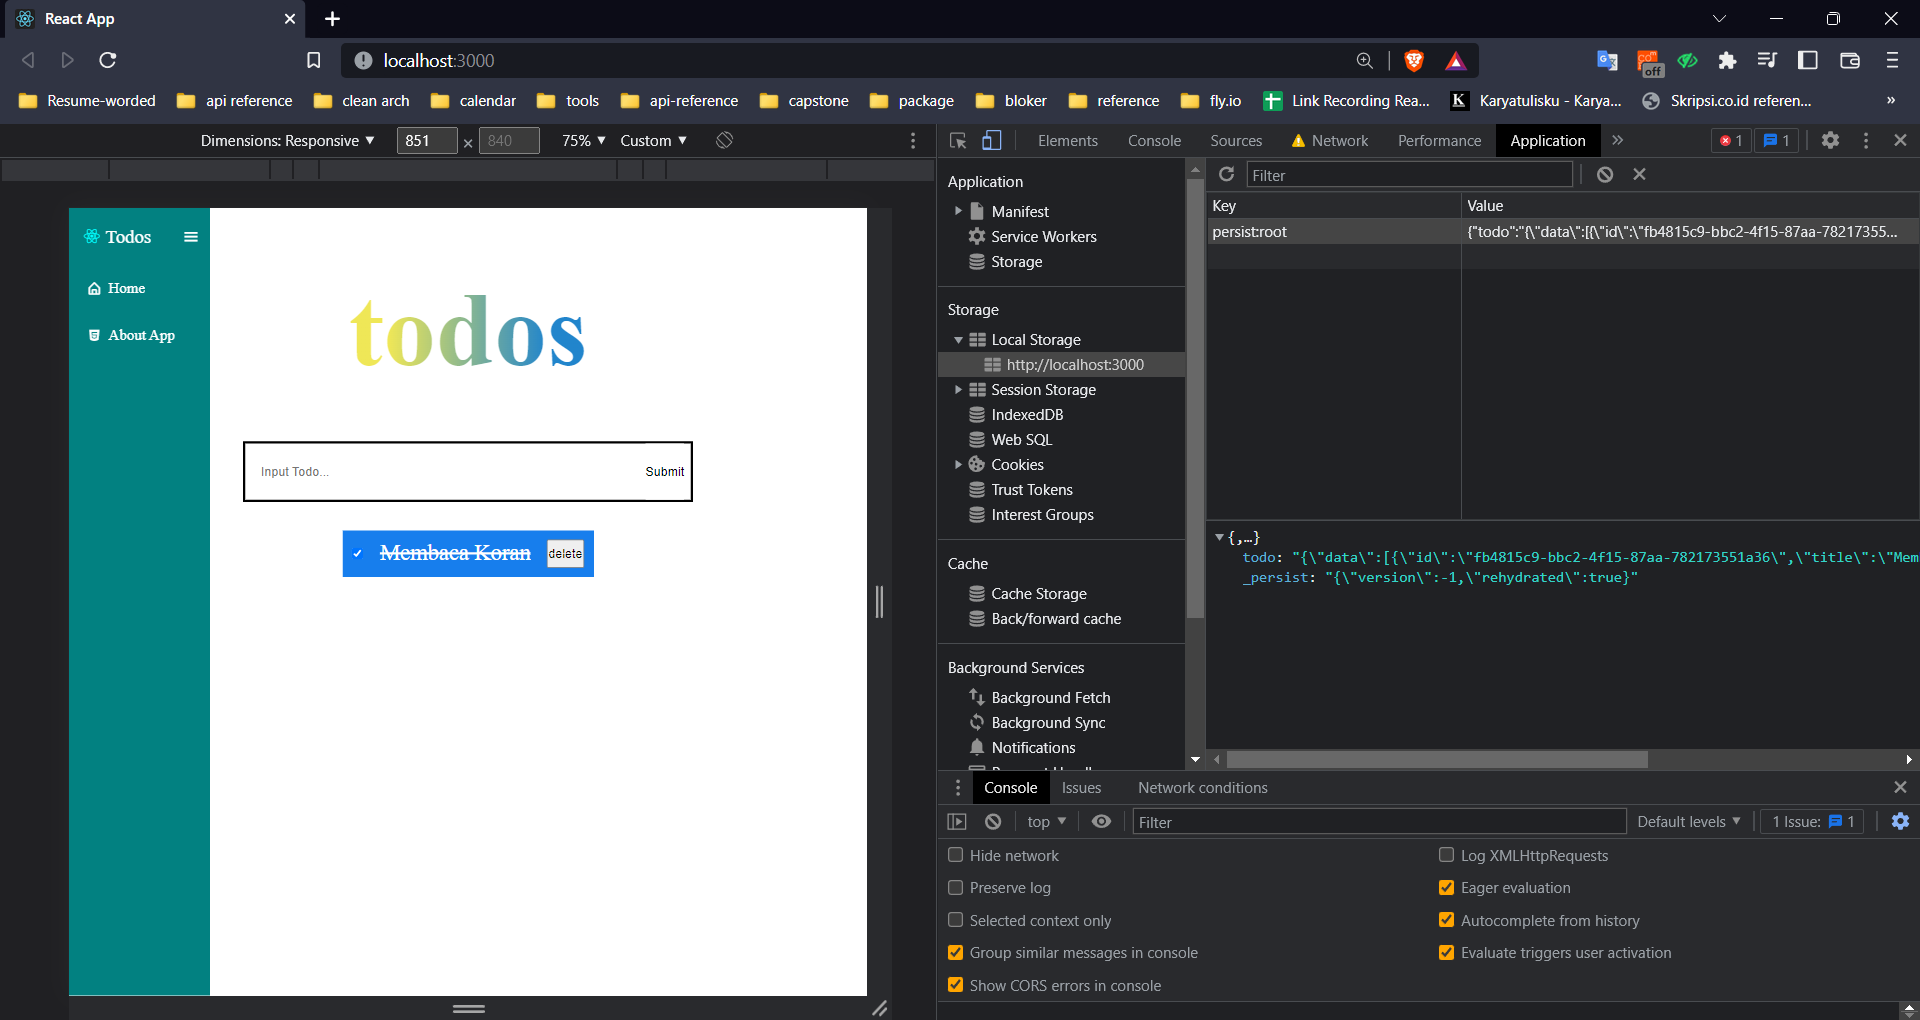 React App
localhost:3000
off
Resume-worded
api reference
clean arch
calendar
tools
api-reference
capstone
package
bloker
reference
fly.io
Link Recording Rea...
K
Karyatulisku - Karya...
Skripsi.co.id referen...
»
Dimensions: Responsive
851 × 840
75%
Custom
Elements
Console
Sources
Network
Performance
Application
1
1
Todos
Home
About App
todos
Input Todo...
Submit
Membaca Koran
delete
Application
Manifest
Service Workers
Storage
Storage
Local Storage
http://localhost:3000
Session Storage
IndexedDB
Web SQL
Cookies
Trust Tokens
Interest Groups
Cache
Cache Storage
Back/forward cache
Background Services
Background Fetch
Background Sync
Notifications
Filter
Key
Value
persist:root
{"todo":"{\"data\":[{\"id\":\"fb4815c9-bbc2-4f15-87aa-78217355...
{,…}
todo: "{\"data\":[{\"id\":\"fb4815c9-bbc2-4f15-87aa-782173551a36\",\"title\":\"Mem
_persist: "{\"version\":-1,\"rehydrated\":true}"
Console
Issues
Network conditions
top
Filter
Default levels
1 Issue: 1
Hide network
Log XMLHttpRequests
Preserve log
Eager evaluation
Selected context only
Autocomplete from history
Group similar messages in console
Evaluate triggers user activation
Show CORS errors in console